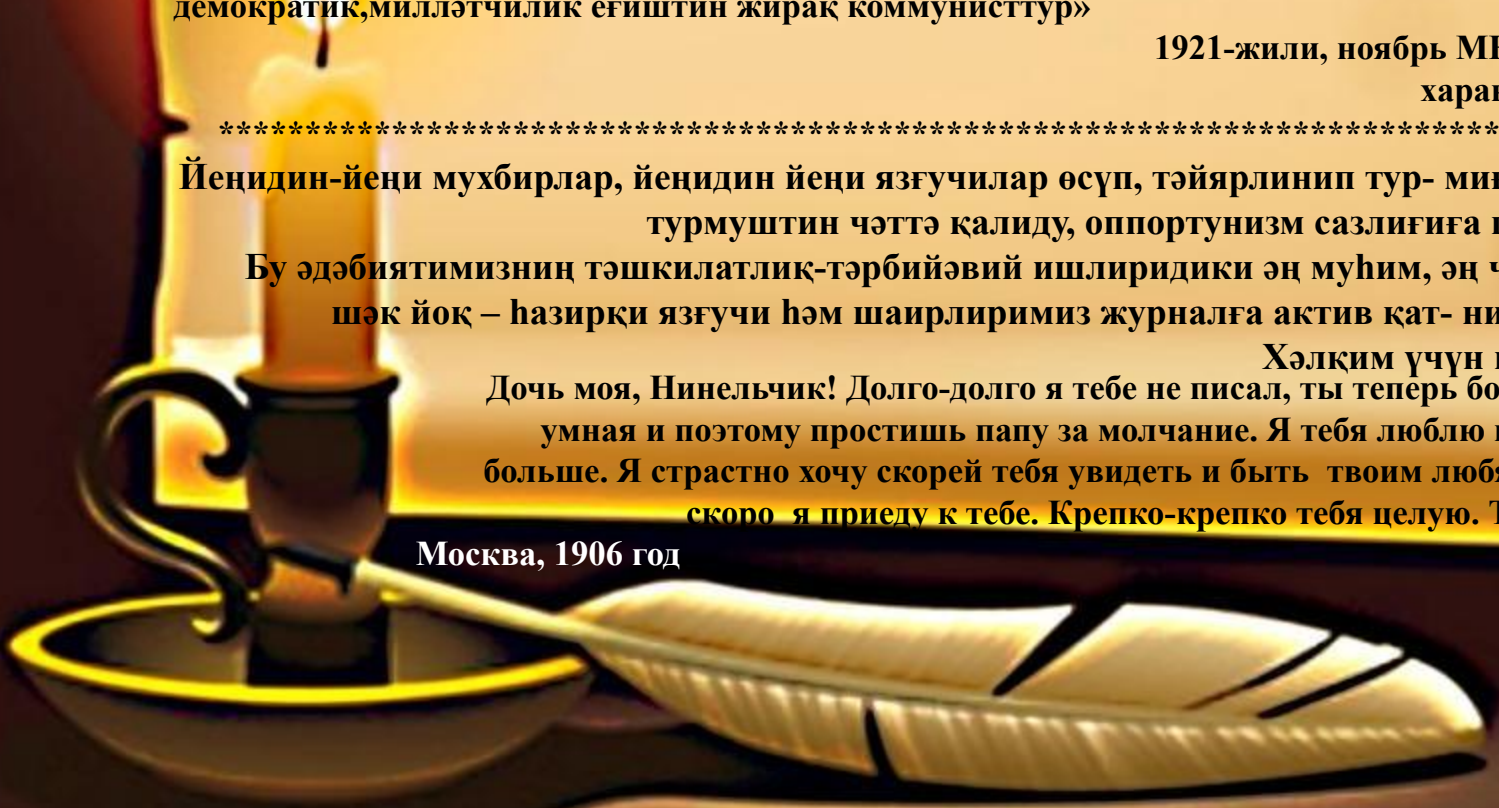 демократик,милләтчилик еғиштин жирақ коммунисттур»
1921-жили, ноябрь
********************************************************************************
Йеңидин-йеңи мухбирлар, йеңидин йеңи язғучилар өсүп, тәйярлинип тур-
турмуштин чәттә қалиду, оппортунизм сазлиғиға
Бу әдәбиятимизниң тәшкилатлиқ-тәрбийәвий ишлиридики әң муһим, әң
шәк йоқ – һазирқи язғучи һәм шаирлиримиз журналға актив қат-
Хәлқим үчүн
Дочь моя, Нинельчик! Долго-долго я тебе не писал, ты теперь
умная и поэтому простишь папу за молчание. Я тебя люблю
больше. Я страстно хочу скорей тебя увидеть и быть твоим
скоро я приеду к тебе. Крепко-крепко тебя целую.
Москва, 1906 год